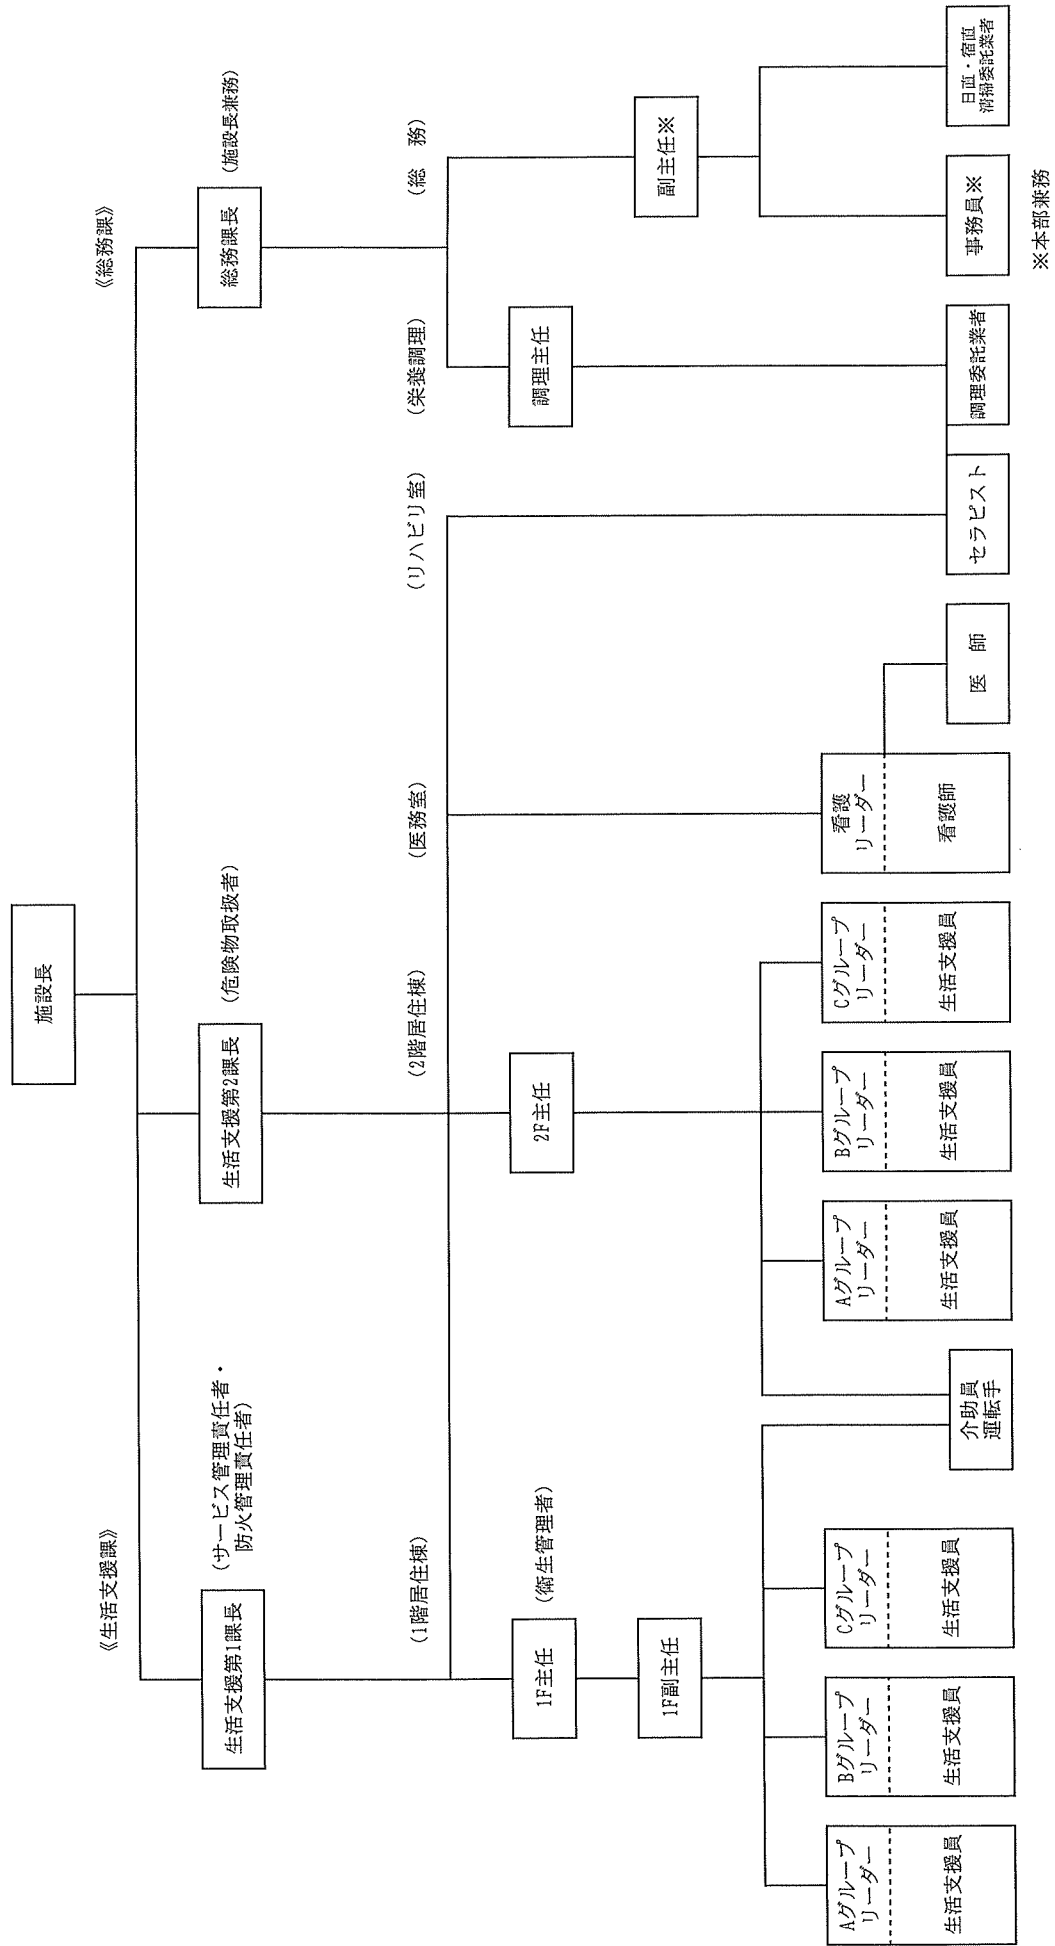 施設長
《生活支援課》
《総務課》
生活支援第1課長
(サービス管理責任者・
防火管理責任者)
生活支援第2課長
(危険物取扱者)
総務課長
(施設長兼務)
(1階居住棟)
(2階居住棟)
(医務室)
(リハビリ室)
(栄養調理)
(総 務)
1F主任
(衛生管理者)
2F主任
調理主任
1F副主任
副主任※
Aグループ
リーダー
生活支援員
Bグループ
リーダー
生活支援員
Cグループ
リーダー
生活支援員
介助員
運転手
Aグループ
リーダー
生活支援員
Bグループ
リーダー
生活支援員
Cグループ
リーダー
生活支援員
看護
リーダー
看護師
医 師
セラピスト
調理委託業者
事務員※
日直・宿直
清掃委託業者
※本部兼務